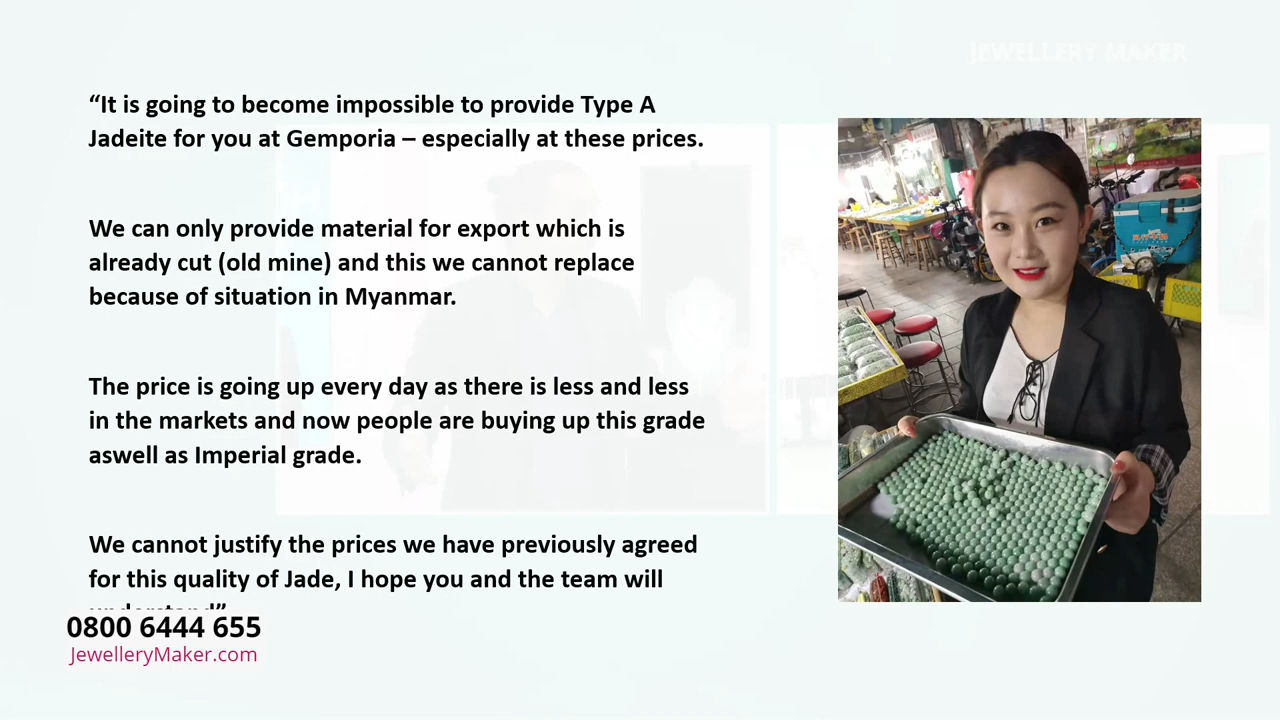 JEWELLERY MAKER
“It is going to become impossible to provide Type A
Jadeite for you at Gemporia – especially at these prices.
We can only provide material for export which is
already cut (old mine) and this we cannot replace
because of situation in Myanmar.
The price is going up every day as there is less and less
in the markets and now people are buying up this grade
aswell as Imperial grade.
We cannot justify the prices we have previously agreed
for this quality of Jade, I hope you and the team will
understand”
0800 6444 655
JewelleryMaker.com